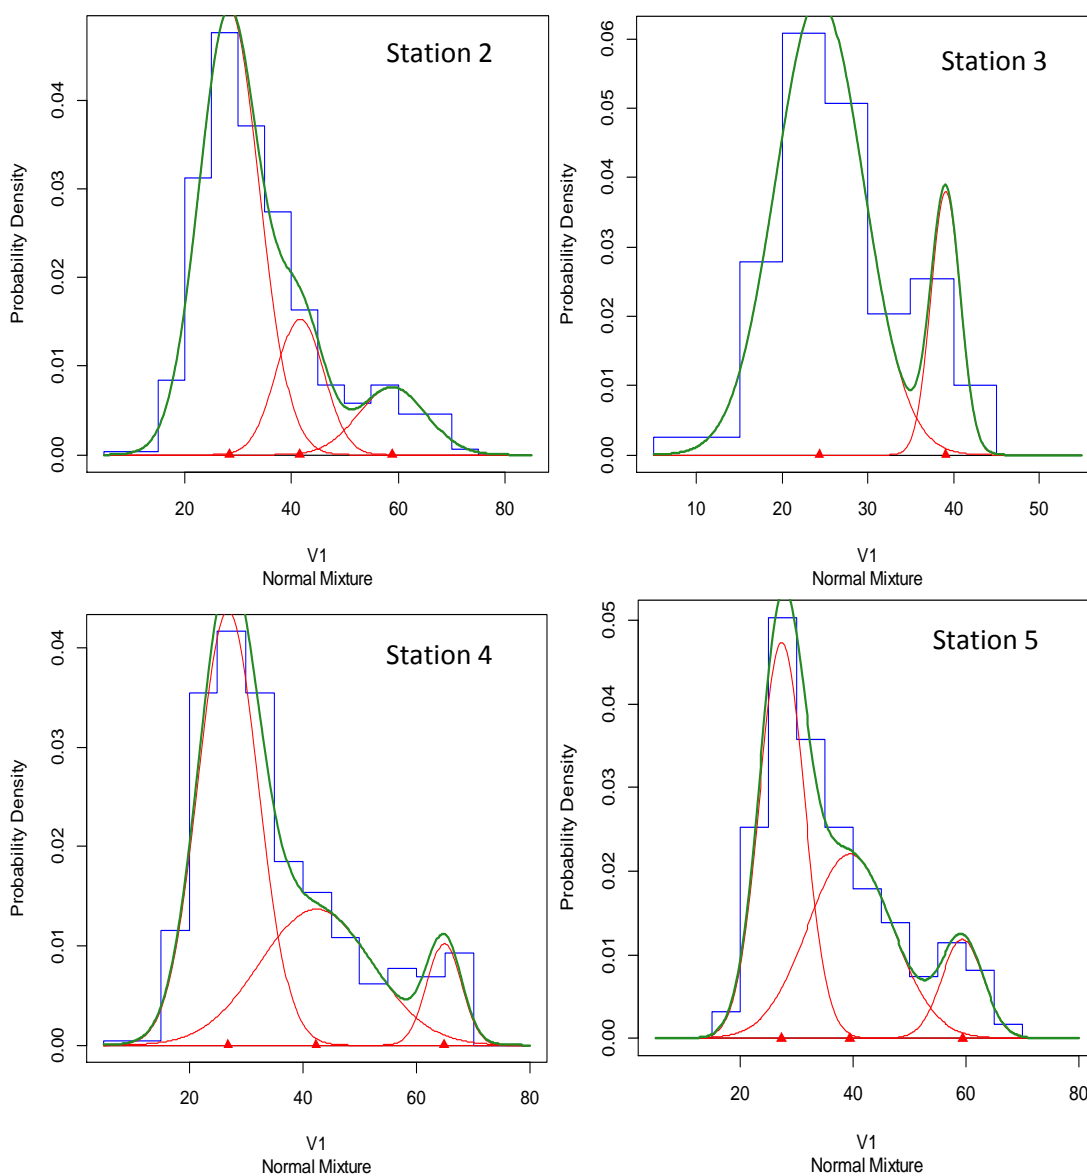 Station 2
Probability Density
0.00 0.01 0.02 0.03 0.04
20 40 60 80
V1
Normal Mixture
Station 3
Probability Density
0.00 0.01 0.02 0.03 0.04 0.05 0.06
10 20 30 40 50
V1
Normal Mixture
Station 4
Probability Density
0.00 0.01 0.02 0.03 0.04
20 40 60 80
V1
Normal Mixture
Station 5
Probability Density
0.00 0.01 0.02 0.03 0.04 0.05
20 40 60 80
V1
Normal Mixture